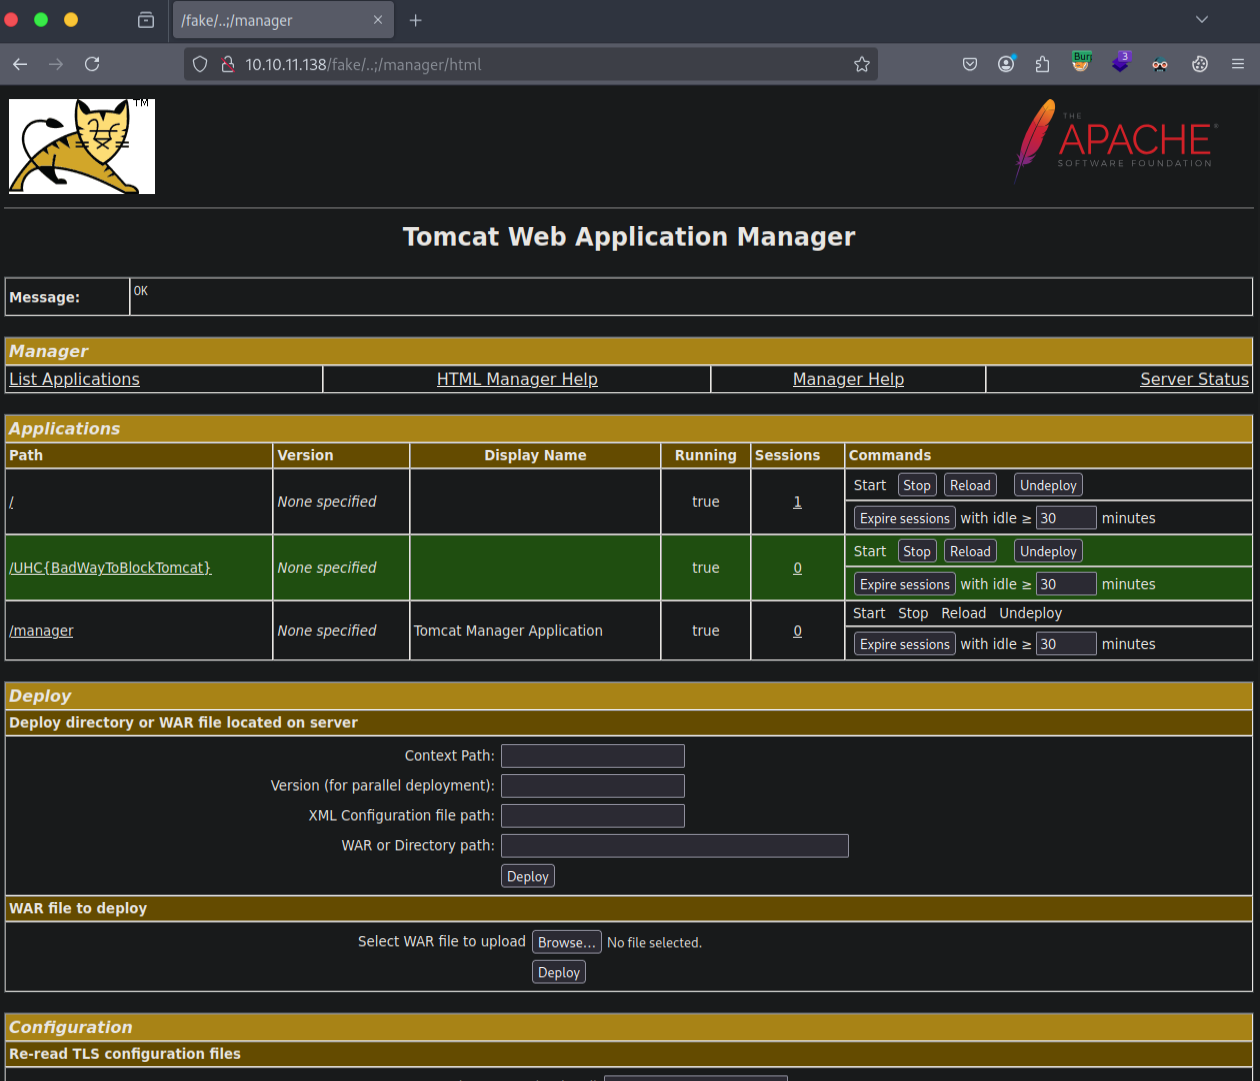 /fake/..;/manager
10.10.11.138/fake/..;/manager/html
Burp
3
TM
THE
APACHE®
SOFTWARE FOUNDATION
Tomcat Web Application Manager
Message: OK
Manager
List Applications HTML Manager Help Manager Help Server Status
Applications
Path Version Display Name Running Sessions Commands
/ None specified true 1 Start Stop Reload Undeploy
Expire sessions with idle ≥ 30 minutes
/UHC{BadWayToBlockTomcat} None specified true 0 Start Stop Reload Undeploy
Expire sessions with idle ≥ 30 minutes
/manager None specified Tomcat Manager Application true 0 Start Stop Reload Undeploy
Expire sessions with idle ≥ 30 minutes
Deploy
Deploy directory or WAR file located on server
Context Path:
Version (for parallel deployment):
XML Configuration file path:
WAR or Directory path:
Deploy
WAR file to deploy
Select WAR file to upload Browse... No file selected.
Deploy
Configuration
Re-read TLS configuration files